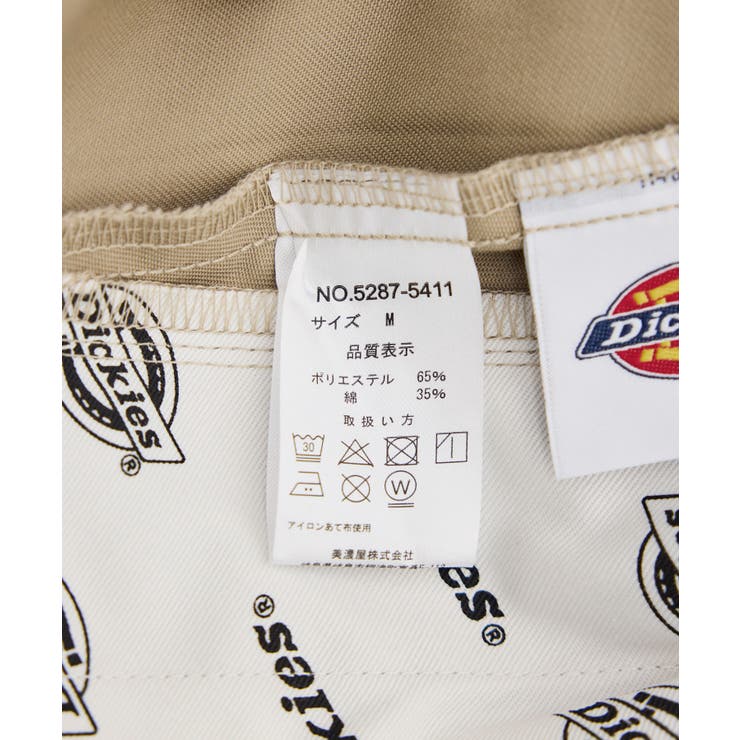 NO.5287-5411
サイズ M
品質表示
ポリエステル 65%
綿 35%
取扱い方
30
W
アイロンあて布使用
美濃屋株式会社
Dickies®
Dickies
kies®